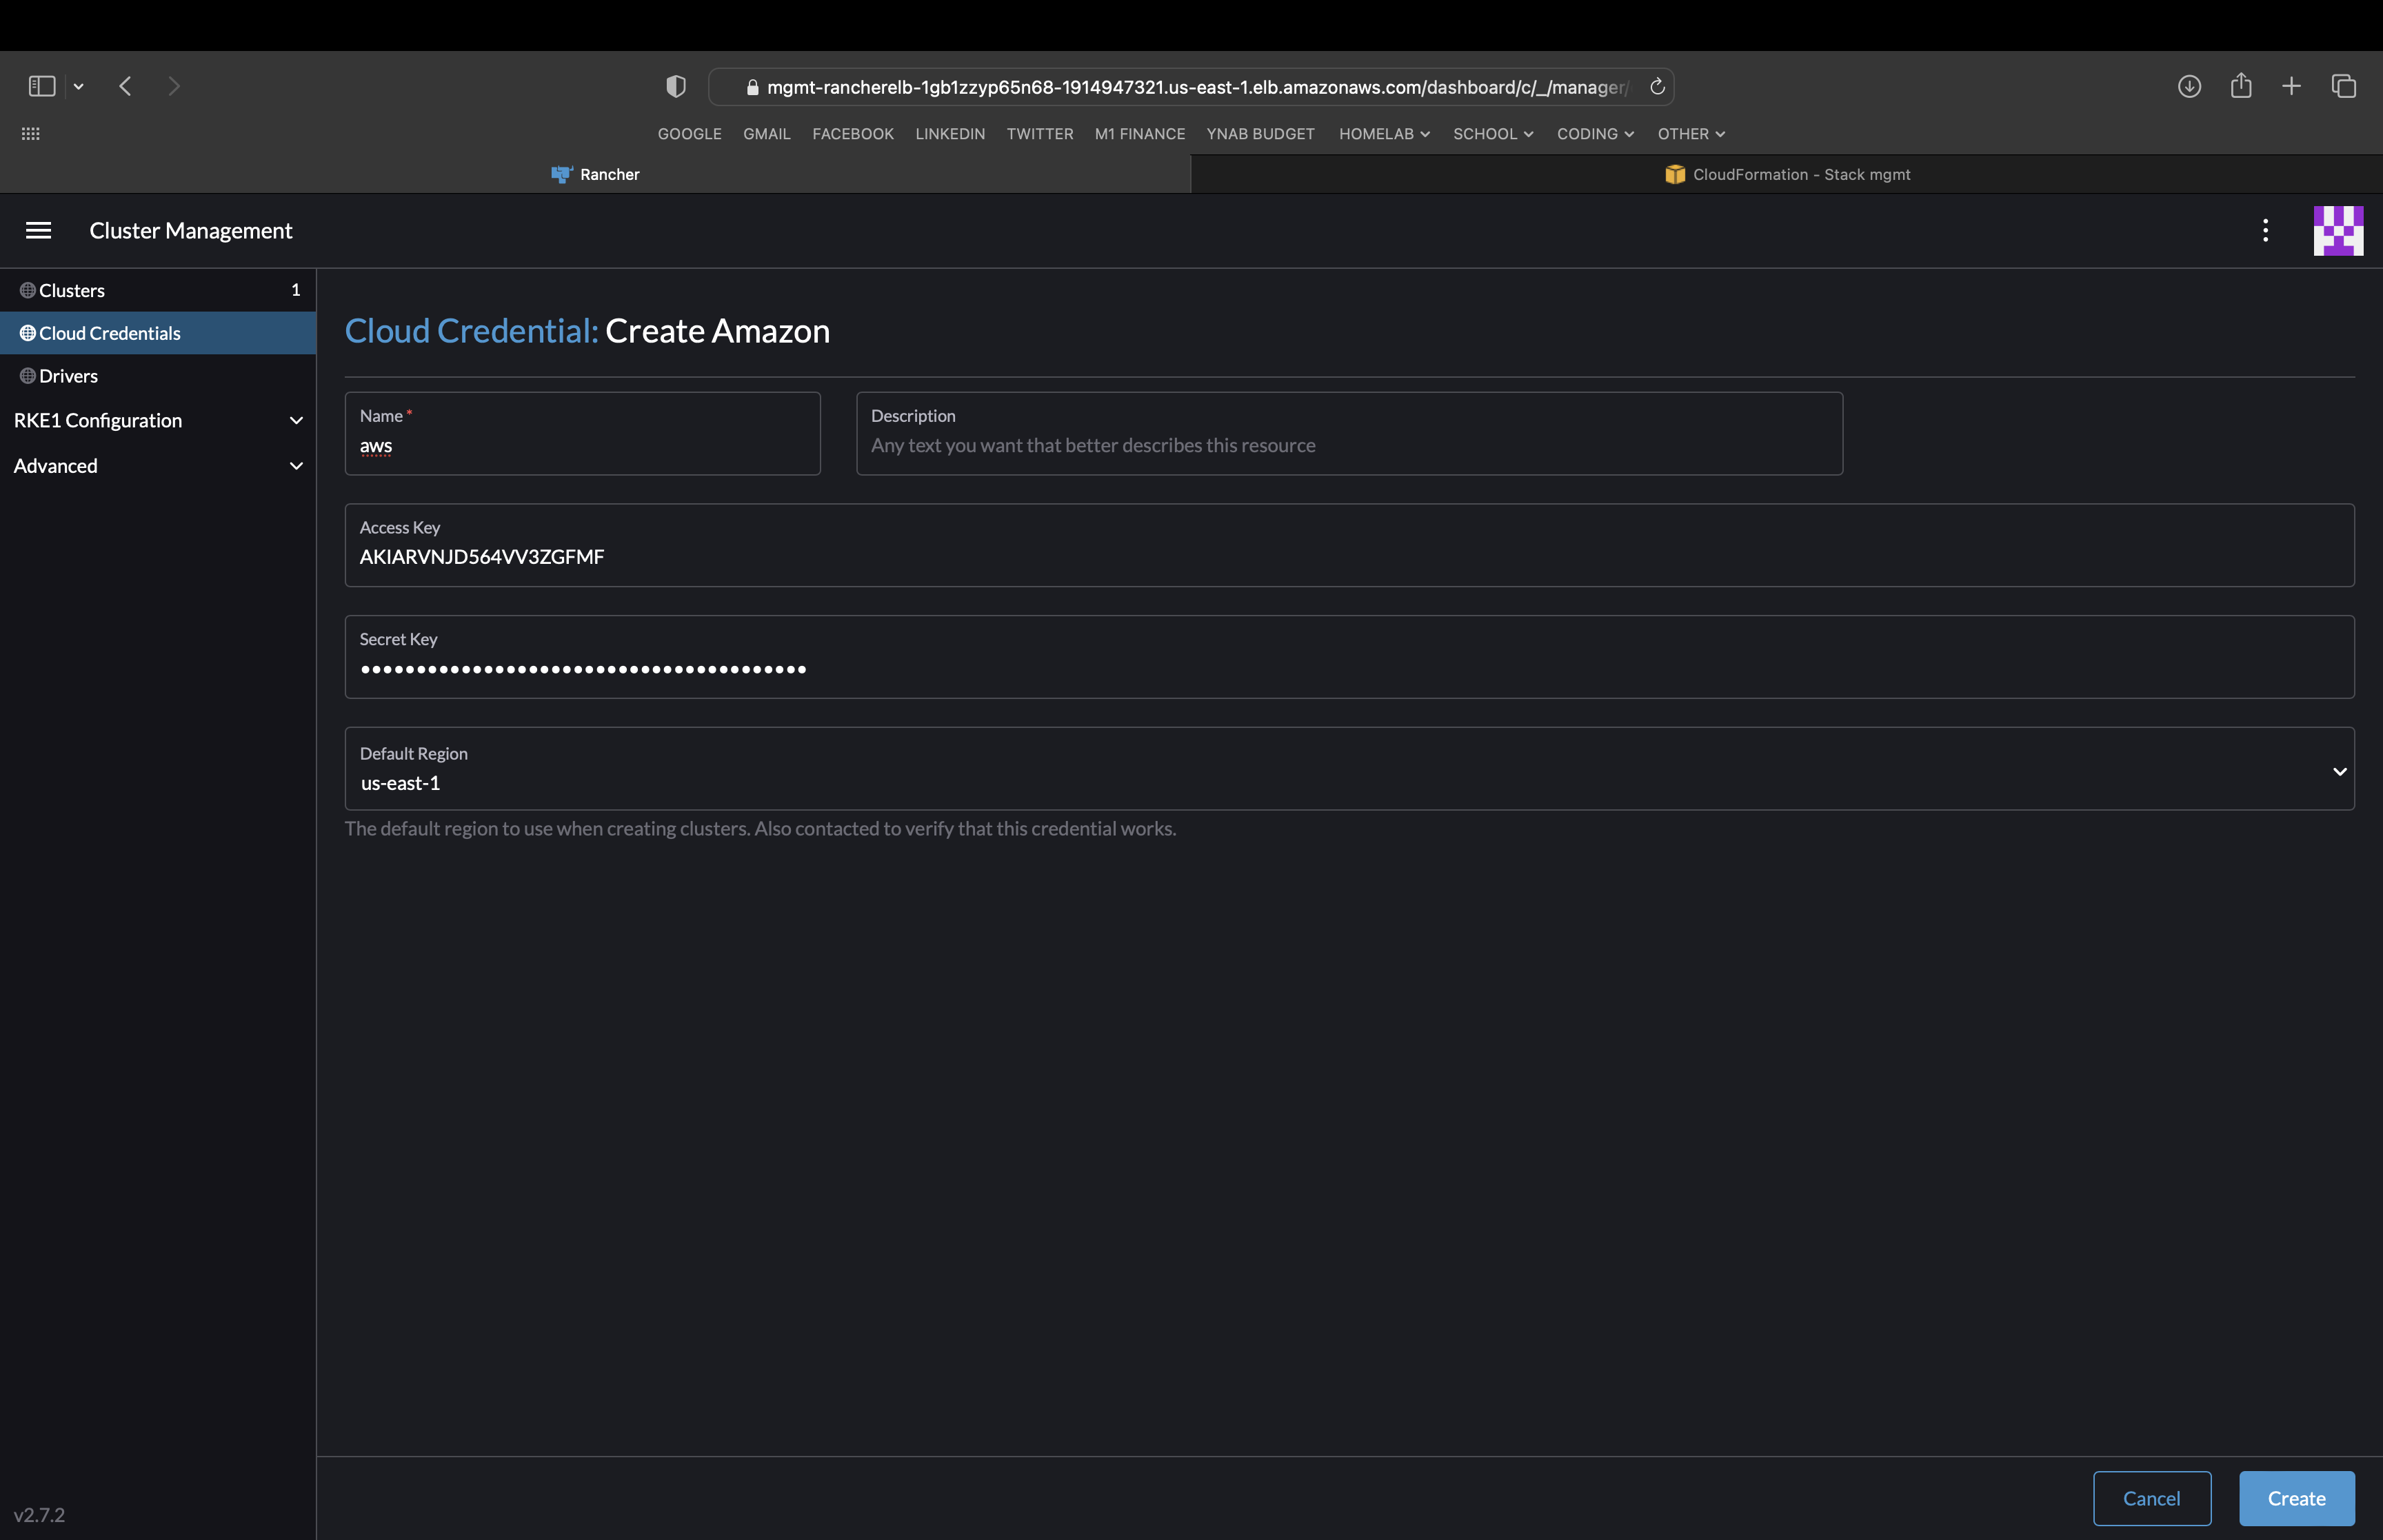 mgmt-rancherelb-1gb1zzyp65n68-1914947321.us-east-1.elb.amazonaws.com/dashboard/c/_/manager/
GOOGLE GMAIL FACEBOOK LINKEDIN TWITTER M1 FINANCE YNAB BUDGET HOMELAB SCHOOL CODING OTHER
Rancher
CloudFormation - Stack mgmt
Cluster Management
Clusters 1
Cloud Credentials
Drivers
RKE1 Configuration
Advanced
Cloud Credential: Create Amazon
Name *
aws
Description
Any text you want that better describes this resource
Access Key
AKIARVNJD564VV3ZGFMF
Secret Key
••••••••••••••••••••••••••••••••••••••••
Default Region
us-east-1
The default region to use when creating clusters. Also contacted to verify that this credential works.
Cancel
Create
v2.7.2